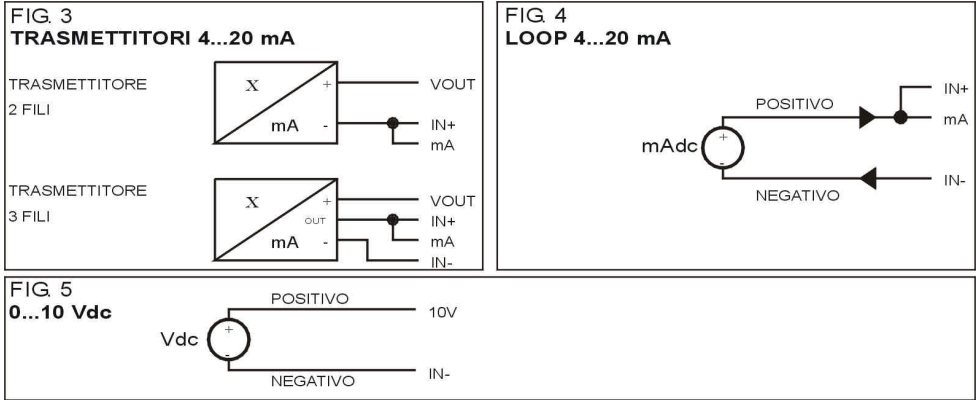 FIG. 3
TRASMETTITORI 4...20 mA
TRASMETTITORE
2 FILI
X
+
mA
-
VOUT
IN+
mA
TRASMETTITORE
3 FILI
X
+
OUT
mA
-
VOUT
IN+
mA
IN-
FIG. 4
LOOP 4...20 mA
POSITIVO
IN+
mA
mAdc
+
-
NEGATIVO
IN-
FIG. 5
0...10 Vdc
POSITIVO
10V
Vdc
+
-
NEGATIVO
IN-